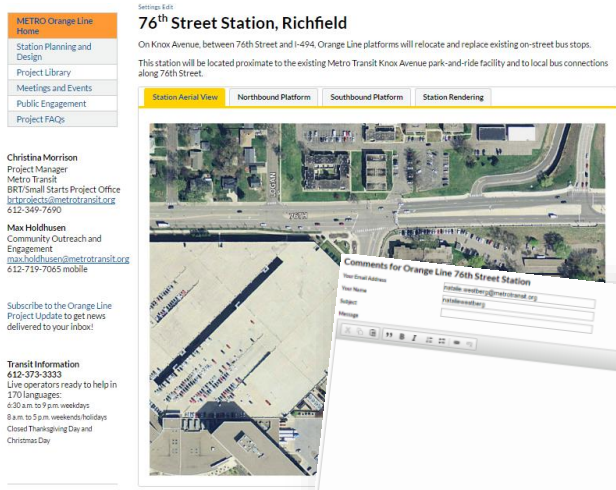 Settings Edit
METRO Orange Line
Home
Station Planning and
Design
Project Library
Meetings and Events
Public Engagement
Project FAQs
Christina Morrison
Project Manager
Metro Transit
BRT/Small Starts Project Office
brtprojects@metrotransit.org
612-349-7690
Max Holdhusen
Community Outreach and
Engagement
max.holdhusen@metrotransit.org
612-719-7065 mobile
Subscribe to the Orange Line
Project Update to get news
delivered to your inbox!
Transit Information
612-373-3333
Live operators ready to help in
170 languages:
6:30 a.m. to 9 p.m. weekdays
8 a.m. to 5 p.m. weekends/holidays
Closed Thanksgiving Day and
Christmas Day
76th Street Station, Richfield
On Knox Avenue, between 76th Street and I-494, Orange Line platforms will relocate and replace existing on-street bus stops.
This station will be located proximate to the existing Metro Transit Knox Avenue park-and-ride facility and to local bus connections
along 76th Street.
Station Aerial View
Northbound Platform
Southbound Platform
Station Rendering
LOGAN
76TH
Comments for Orange Line 76th Street Station
Your Email Address
natalie.westberg@metrotransit.org
Your Name
nataliewestberg
Subject
Message
B I